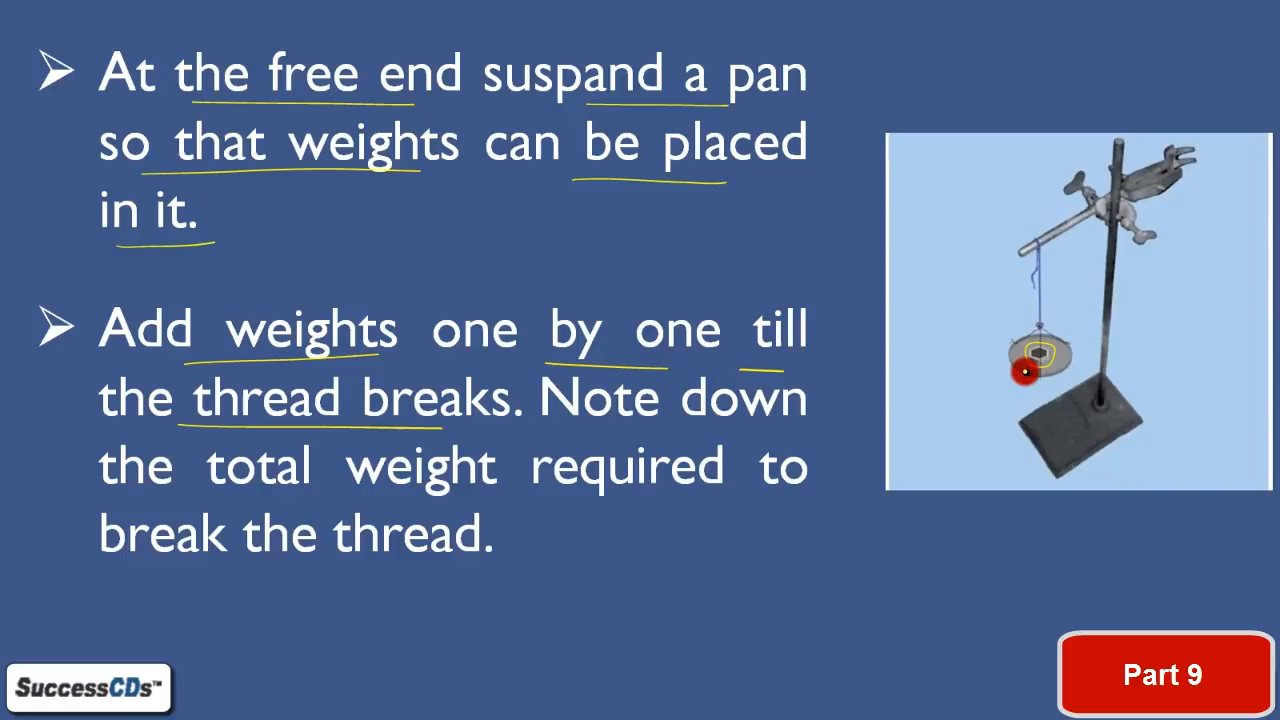 At the free end suspand a pan
so that weights can be placed
in it.
Add weights one by one till
the thread breaks. Note down
the total weight required to
break the thread.
SuccessCDs™
Part 9